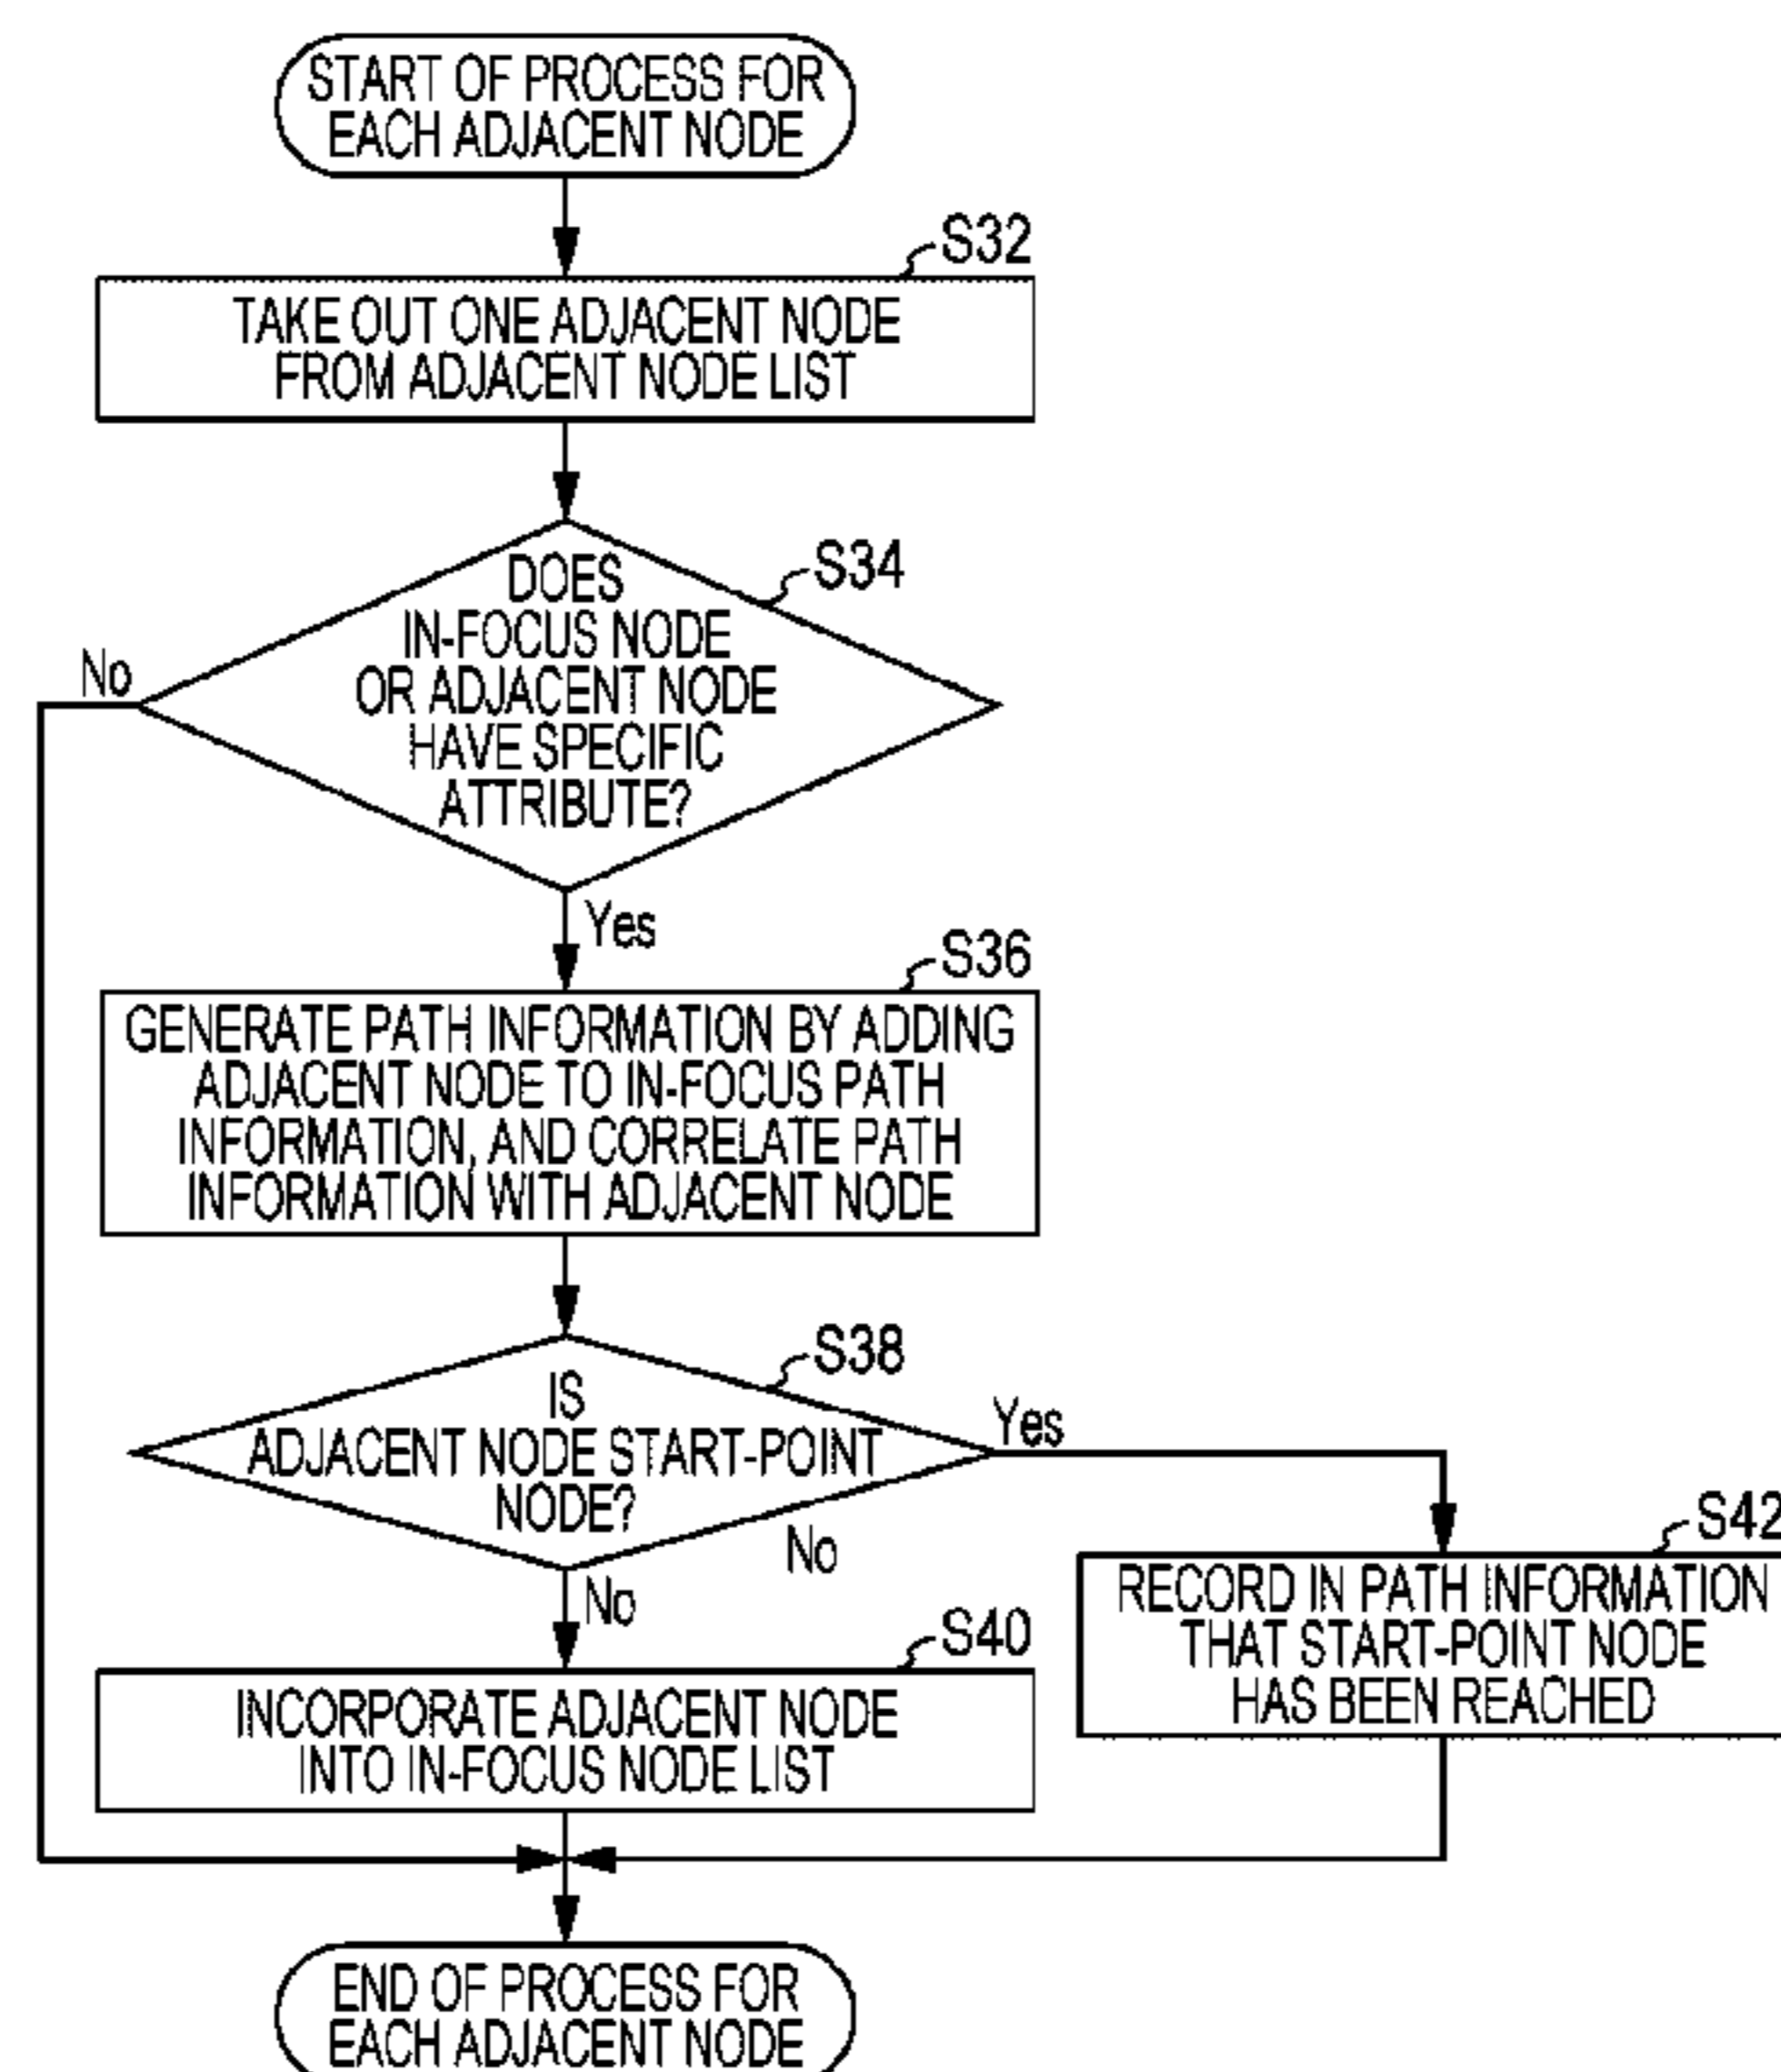 START OF PROCESS FOR
EACH ADJACENT NODE
S32
TAKE OUT ONE ADJACENT NODE
FROM ADJACENT NODE LIST
S34
DOES
IN-FOCUS NODE
OR ADJACENT NODE
HAVE SPECIFIC
ATTRIBUTE?
No
Yes
S36
GENERATE PATH INFORMATION BY ADDING
ADJACENT NODE TO IN-FOCUS PATH
INFORMATION, AND CORRELATE PATH
INFORMATION WITH ADJACENT NODE
S38
IS
ADJACENT NODE START-POINT
NODE?
Yes
No
No
S42
RECORD IN PATH INFORMATION
THAT START-POINT NODE
HAS BEEN REACHED
S40
INCORPORATE ADJACENT NODE
INTO IN-FOCUS NODE LIST
END OF PROCESS FOR
EACH ADJACENT NODE